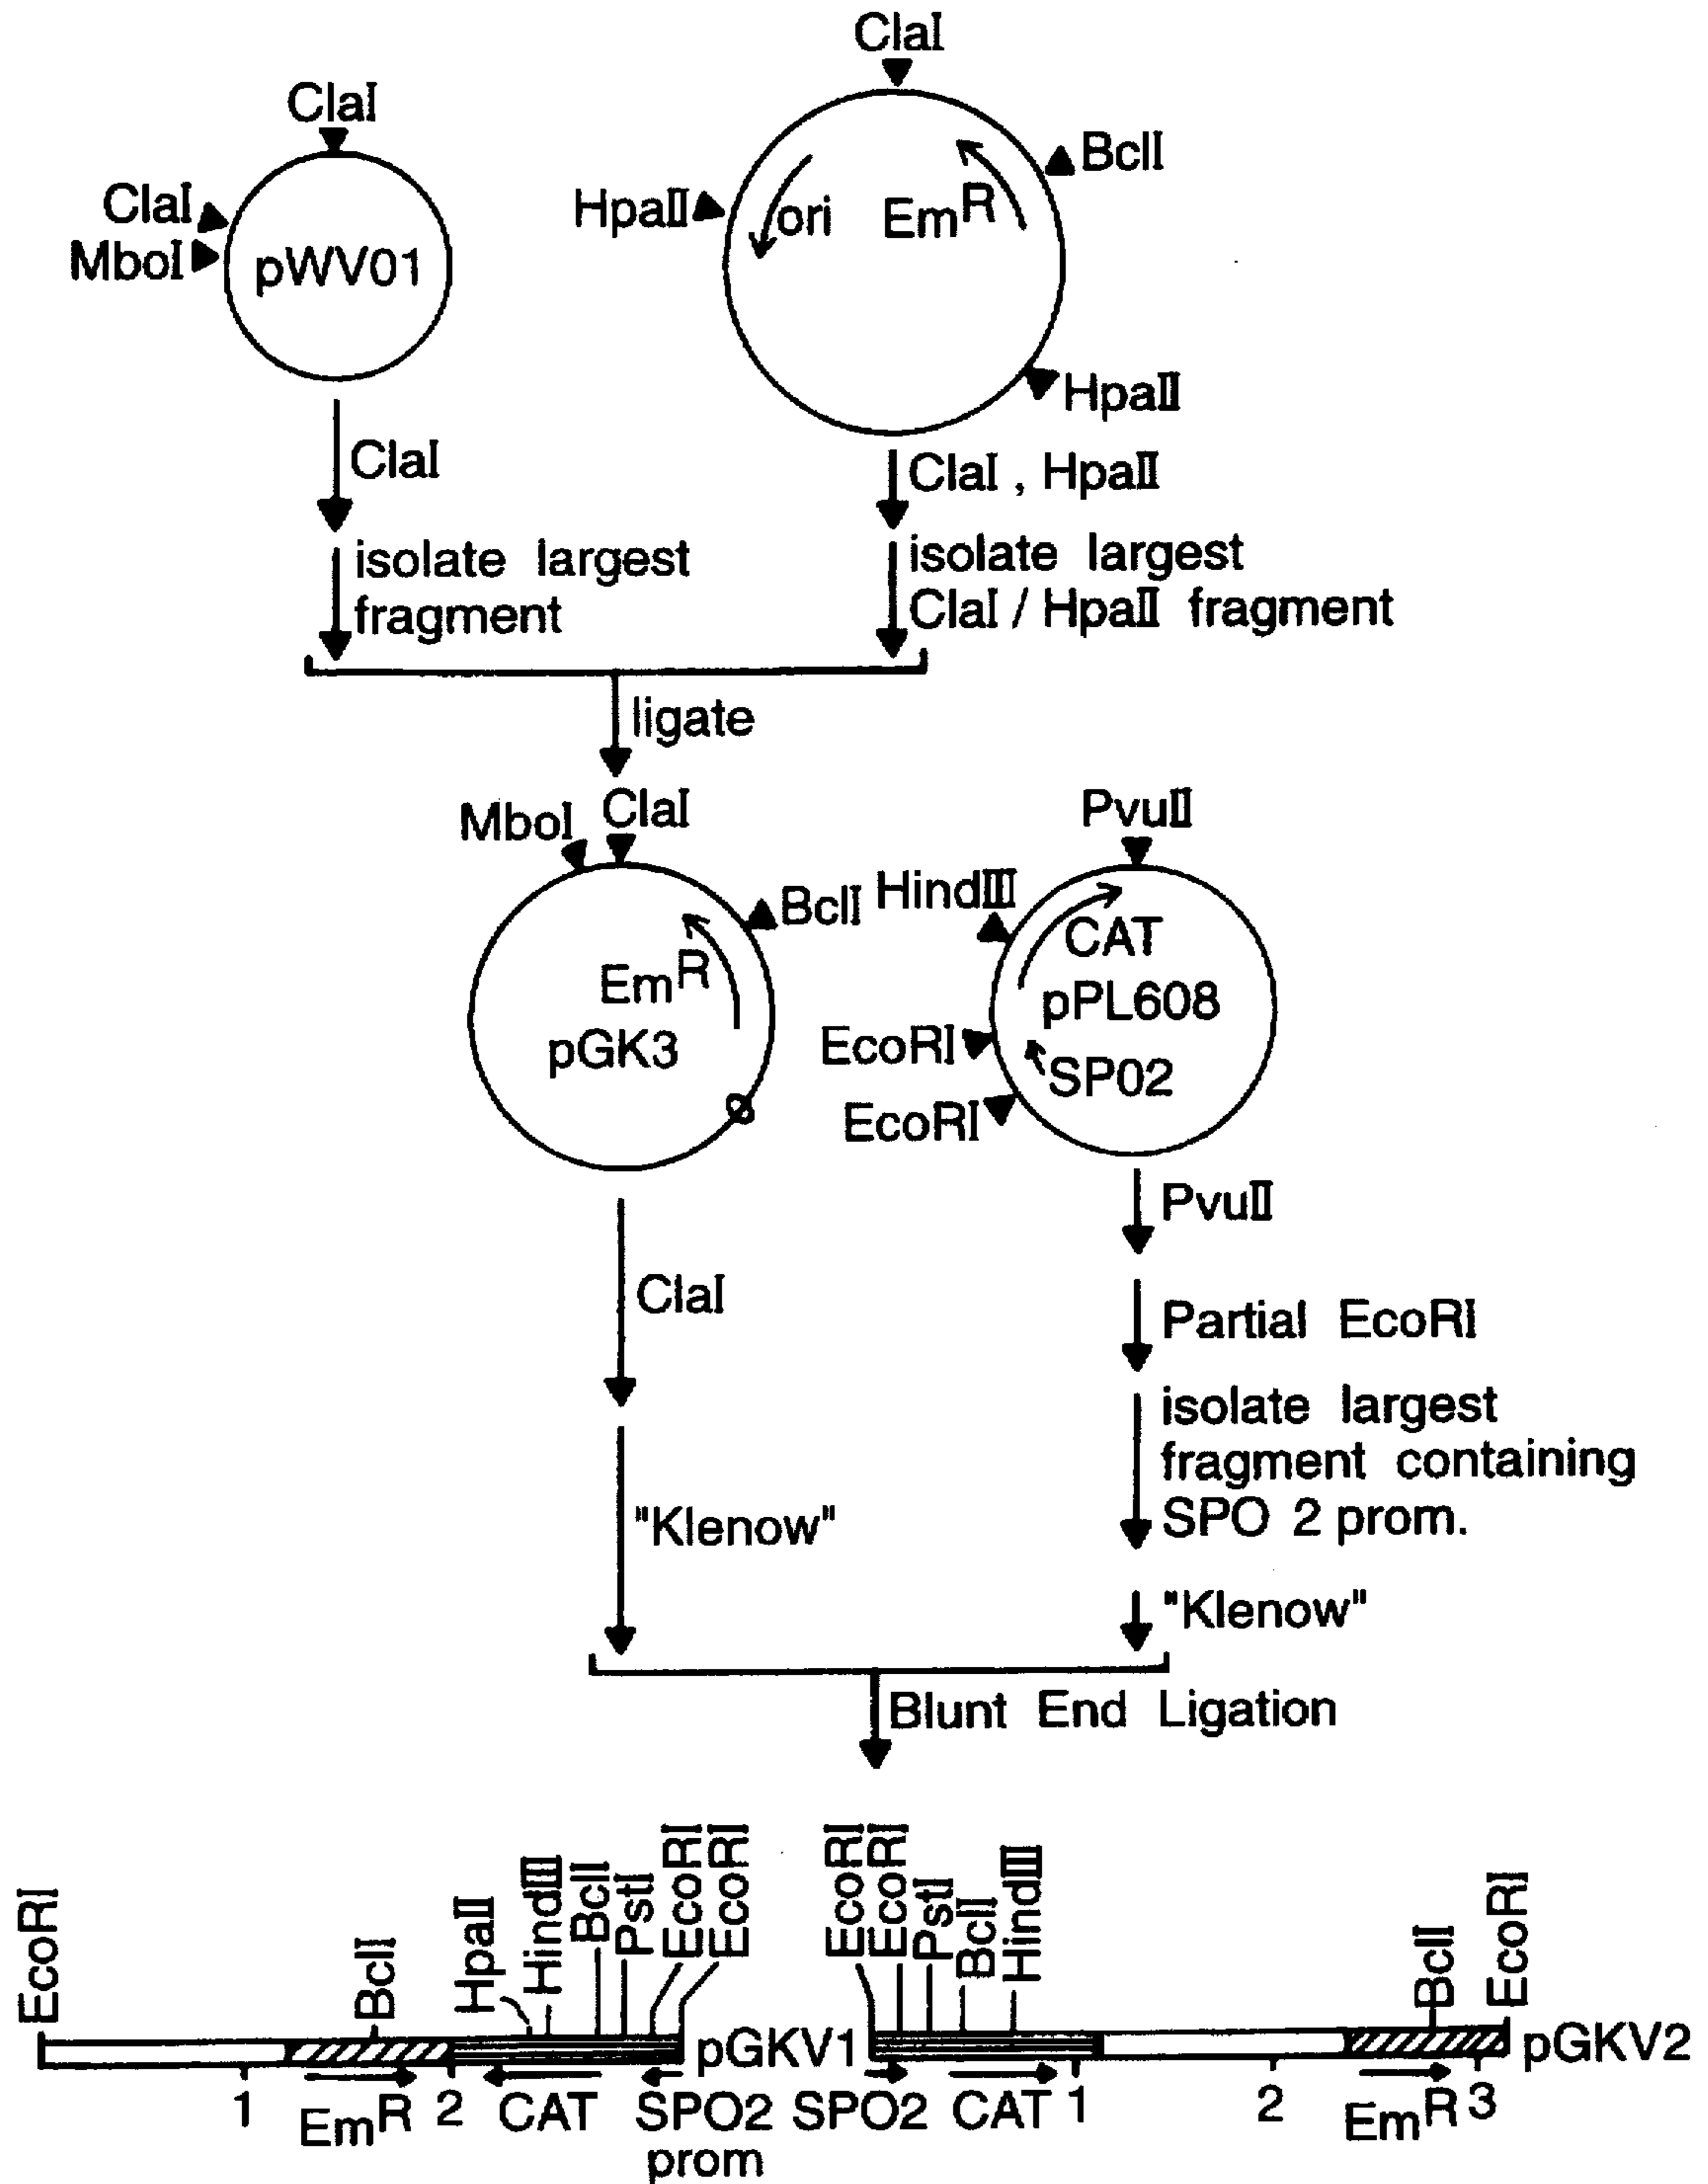 ClaI
ClaI
ClaI
MboI
pWV01
BclI
HpaII
ori
EmR
HpaII
ClaI
ClaI , HpaII
isolate largest
fragment
isolate largest
ClaI / HpaII fragment
ligate
MboI
ClaI
BclI
EmR
pGK3
PvuII
HindIII
CAT
pPL608
EcoRI
SP02
EcoRI
ClaI
"Klenow"
PvuII
Partial EcoRI
isolate largest
fragment containing
SPO 2 prom.
"Klenow"
Blunt End Ligation
EcoRI
BclI
HpaII
HindIII
BclI
PstI
EcoRI
EcoRI
pGKV1
1
EmR
2
CAT
SPO2
prom
EcoRI
EcoRI
PstI
BclI
HindIII
BclI
EcoRI
pGKV2
SPO2
CAT
1
2
EmR
3